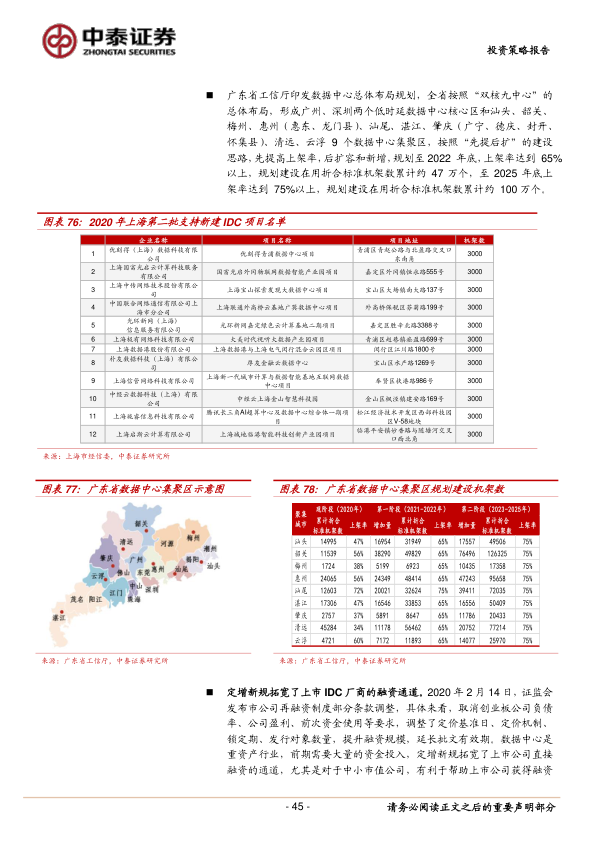 中泰证券
ZHONGTAI SECURITIES
投资策略报告
■ 广东省工信厅印发数据中心总体布局规划，全省按照“双核九中心”的
总体布局，形成广州、深圳两个低时延数据中心核心区和汕头、韶关、
梅州、惠州（惠东、龙门县）、汕尾、湛江、肇庆（广宁、德庆、封开、
怀集县）、清远、云浮 9 个数据中心集聚区，按照“先提后扩”的建设
思路，先提高上架率，后扩容和新增，规划至 2022 年底，上架率达到 65%
以上，规划建设在用折合标准机架数累计约 47 万个，至 2025 年底上
架率达到 75%以上，规划建设在用折合标准机架数累计约 100 万个。
图表 76：2020 年上海第二批支持新建 IDC 项目名单
企业名称 项目名称 项目地址 机架数
1 优刻得（上海）数据科技有限公司 优刻得青浦数据中心项目 青浦区青赵公路与北盈路交叉口东南角 3000
2 上海国富光启云计算科技服务有限公司 国富光启外冈物联网数据智能产业园项目 嘉定区外冈镇恒永路555号 3000
3 上海中传网络技术股份有限公司 上海宝山探索发现大数据中心项目 宝山区大场镇南大路137号 3000
4 中国联合网络通信有限公司上海市分公司 上海联通外高桥云基地广聚数据中心项目 外高桥保税区荷菊路199号 3000
5 光环新网（上海）信息服务有限公司 光环新网嘉定绿色云计算基地二期项目 嘉定区胜辛北路3388号 3000
6 上海极有网络科技有限公司 大美时代视听大数据产业园项目 3000
7 上海数据港股份有限公司 上海数据港与上海电气闵行混合云园区项目 闵行区江川路1800号 3000
8 朴友数据科技（上海）有限公司 厚友金融云数据中心 宝山区水产路1269号 3000
9 上海信管网络科技有限公司 上海新一代城市计算与数据智能基地互联网数据中心项目 奉贤区扶港路986号 3000
10 中经云数据科技（上海）有限公司 中经云上海金山智慧科技园 金山区枫泾镇建安路169号 3000
11 上海致睿信息科技有限公司 腾讯长三角AI超算中心及数据中心综合体一期项目 松江经济技术开发区西部科技园区V-58地块 3000
12 上海启斯云计算有限公司 上海城地临港智能科技创新产业园项目 临港平安镇妙香路与随塘河交叉口西北角 3000
来源：上海市经信委，中泰证券研究所
图表 77：广东省数据中心集聚区示意图
韶关
清远
河源
梅州
潮州
肇庆
广州
惠州
揭阳
汕头
云浮
佛山
东莞
汕尾
中山
深圳
茂名
阳江
江门
珠海
湛江
来源：广东省工信厅，中泰证券研究所
图表 78：广东省数据中心集聚区规划建设机架数
集聚城市 现阶段（2020年） 第一阶段（2021-2022年） 第二阶段（2023-2025年）
累计折合标准机架数 上架率 增加量 累计折合标准机架数 上架率 增加量 累计折合标准机架数 上架率
汕头 14995 47% 16954 31949 65% 17557 49506 75%
韶关 11539 56% 38290 49829 65% 76496 126325 75%
梅州 1724 38% 5199 6923 65% 10435 17358 75%
惠州 24065 56% 24349 48414 65% 47243 95658 75%
汕尾 12603 72% 20021 32624 75% 39411 72035 75%
湛江 17306 47% 16546 33853 65% 16556 50409 75%
肇庆 2757 37% 5891 8647 65% 11786 20433 75%
清远 45284 34% 11178 56462 65% 20752 77214 75%
云浮 4721 60% 7172 11893 65% 14077 25970 75%
来源：广东省工信厅，中泰证券研究所
■ 定增新规拓宽了上市 IDC 厂商的融资通道。2020 年 2 月 14 日，证监会
发布市公司再融资制度部分条款调整，具体来看，取消创业板公司负债
率、公司盈利、前次资金使用等要求，调整了定价基准日、定价机制、
锁定期、发行对象数量，提升融资规模、延长批文有效期。数据中心是
重资产行业，前期需要大量的资金投入，定增新规拓宽了上市公司直接
融资的通道，尤其是对于中小市值公司，有利于帮助上市公司获得融资
- 45 -
请务必阅读正文之后的重要声明部分